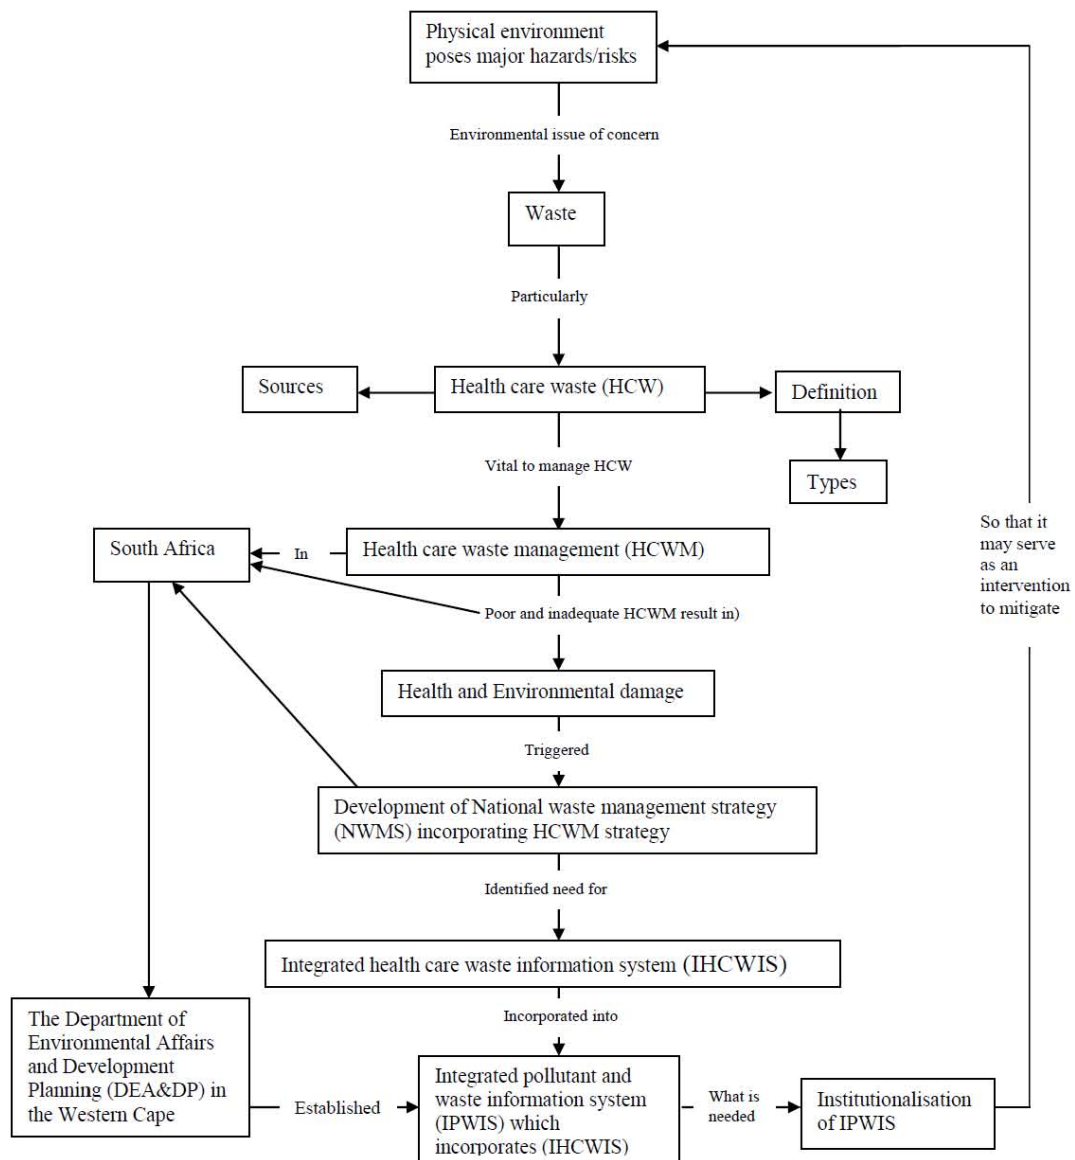 Physical environment
poses major hazards/risks
Environmental issue of concern
Waste
Particularly
Sources
Health care waste (HCW)
Definition
Vital to manage HCW
Types
South Africa
In
Health care waste management (HCWM)
So that it
may serve
as an
intervention
to mitigate
Poor and inadequate HCWM result in)
Health and Environmental damage
Triggered
Development of National waste management strategy
(NWMS) incorporating HCWM strategy
Identified need for
Integrated health care waste information system (IHCWIS)
Incorporated into
The Department of
Environmental Affairs
and Development
Planning (DEA&DP) in
the Western Cape
Established
Integrated pollutant and
waste information system
(IPWIS) which
incorporates (IHCWIS)
What is
needed
Institutionalisation
of IPWIS